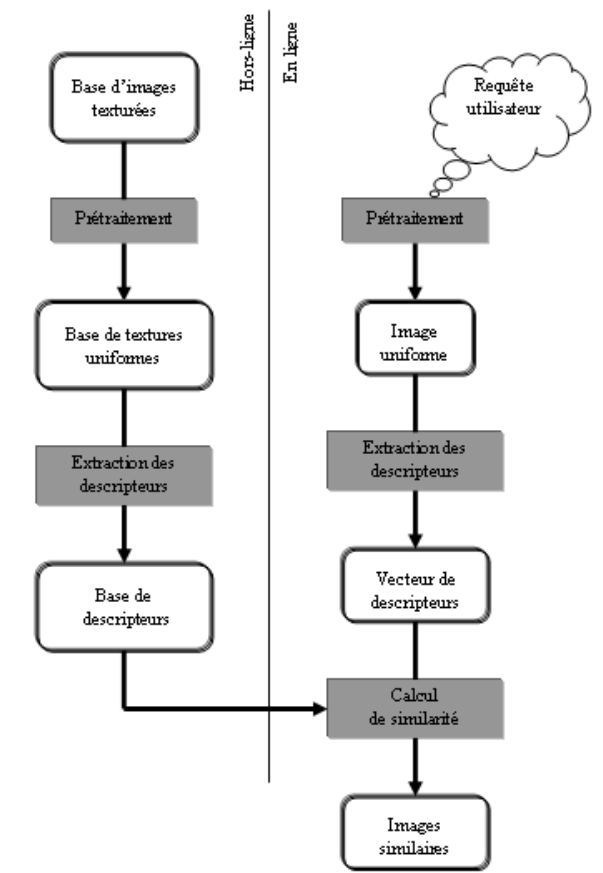 Hors-ligne
En ligne
Base d'images
texturées
Prétraitement
Base de textures
uniformes
Extraction des
descripteurs
Base de
descripteurs
Requête
utilisateur
Prétraitement
Image
uniforme
Extraction des
descripteurs
Vecteur de
descripteurs
Calcul
de similarité
Images
similaires